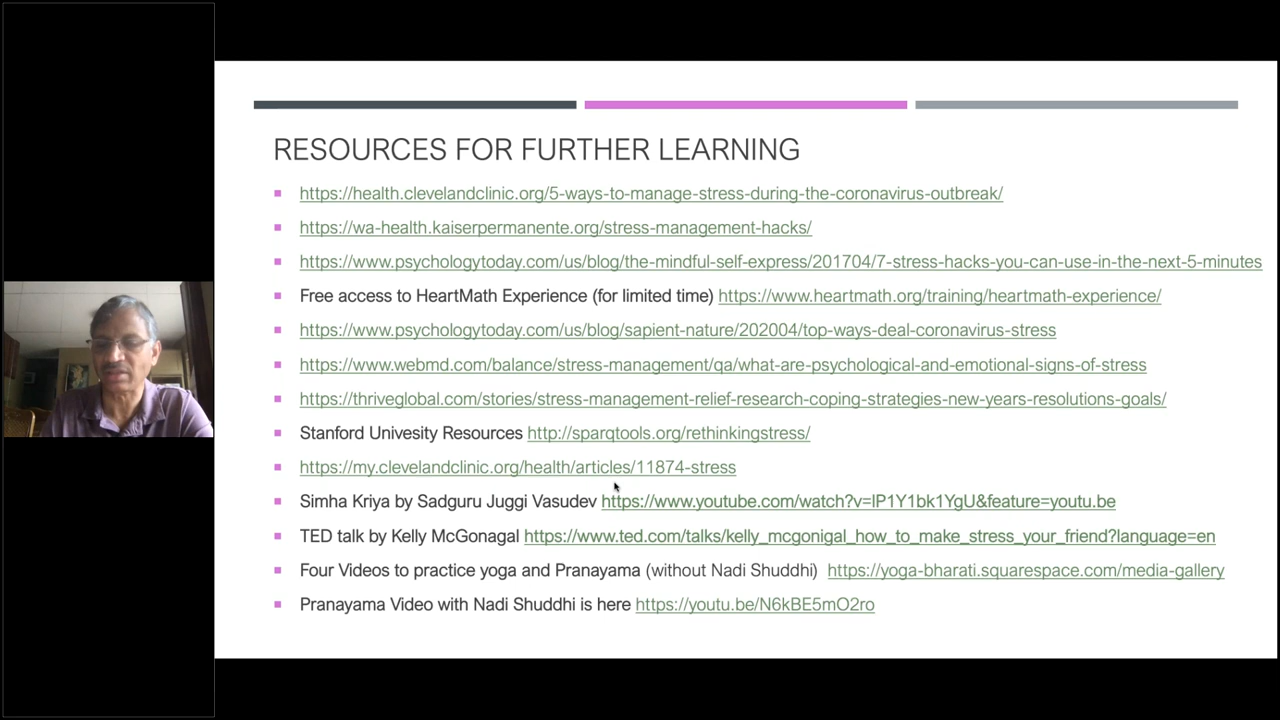 RESOURCES FOR FURTHER LEARNING
https://health.clevelandclinic.org/5-ways-to-manage-stress-during-the-coronavirus-outbreak/
https://wa-health.kaiserpermanente.org/stress-management-hacks/
https://www.psychologytoday.com/us/blog/the-mindful-self-express/201704/7-stress-hacks-you-can-use-in-the-next-5-minutes
Free access to HeartMath Experience (for limited time) https://www.heartmath.org/training/heartmath-experience/
https://www.psychologytoday.com/us/blog/sapient-nature/202004/top-ways-deal-coronavirus-stress
https://www.webmd.com/balance/stress-management/qa/what-are-psychological-and-emotional-signs-of-stress
https://thriveglobal.com/stories/stress-management-relief-research-coping-strategies-new-years-resolutions-goals/
Stanford Univesity Resources http://sparqtools.org/rethinkingstress/
https://my.clevelandclinic.org/health/articles/11874-stress
Simha Kriya by Sadguru Juggi Vasudev https://www.youtube.com/watch?v=IP1Y1bk1YgU&feature=youtu.be
TED talk by Kelly McGonagal https://www.ted.com/talks/kelly_mcgonigal_how_to_make_stress_your_friend?language=en
Four Videos to practice yoga and Pranayama (without Nadi Shuddhi) https://yoga-bharati.squarespace.com/media-gallery
Pranayama Video with Nadi Shuddhi is here https://youtu.be/N6kBE5mO2ro